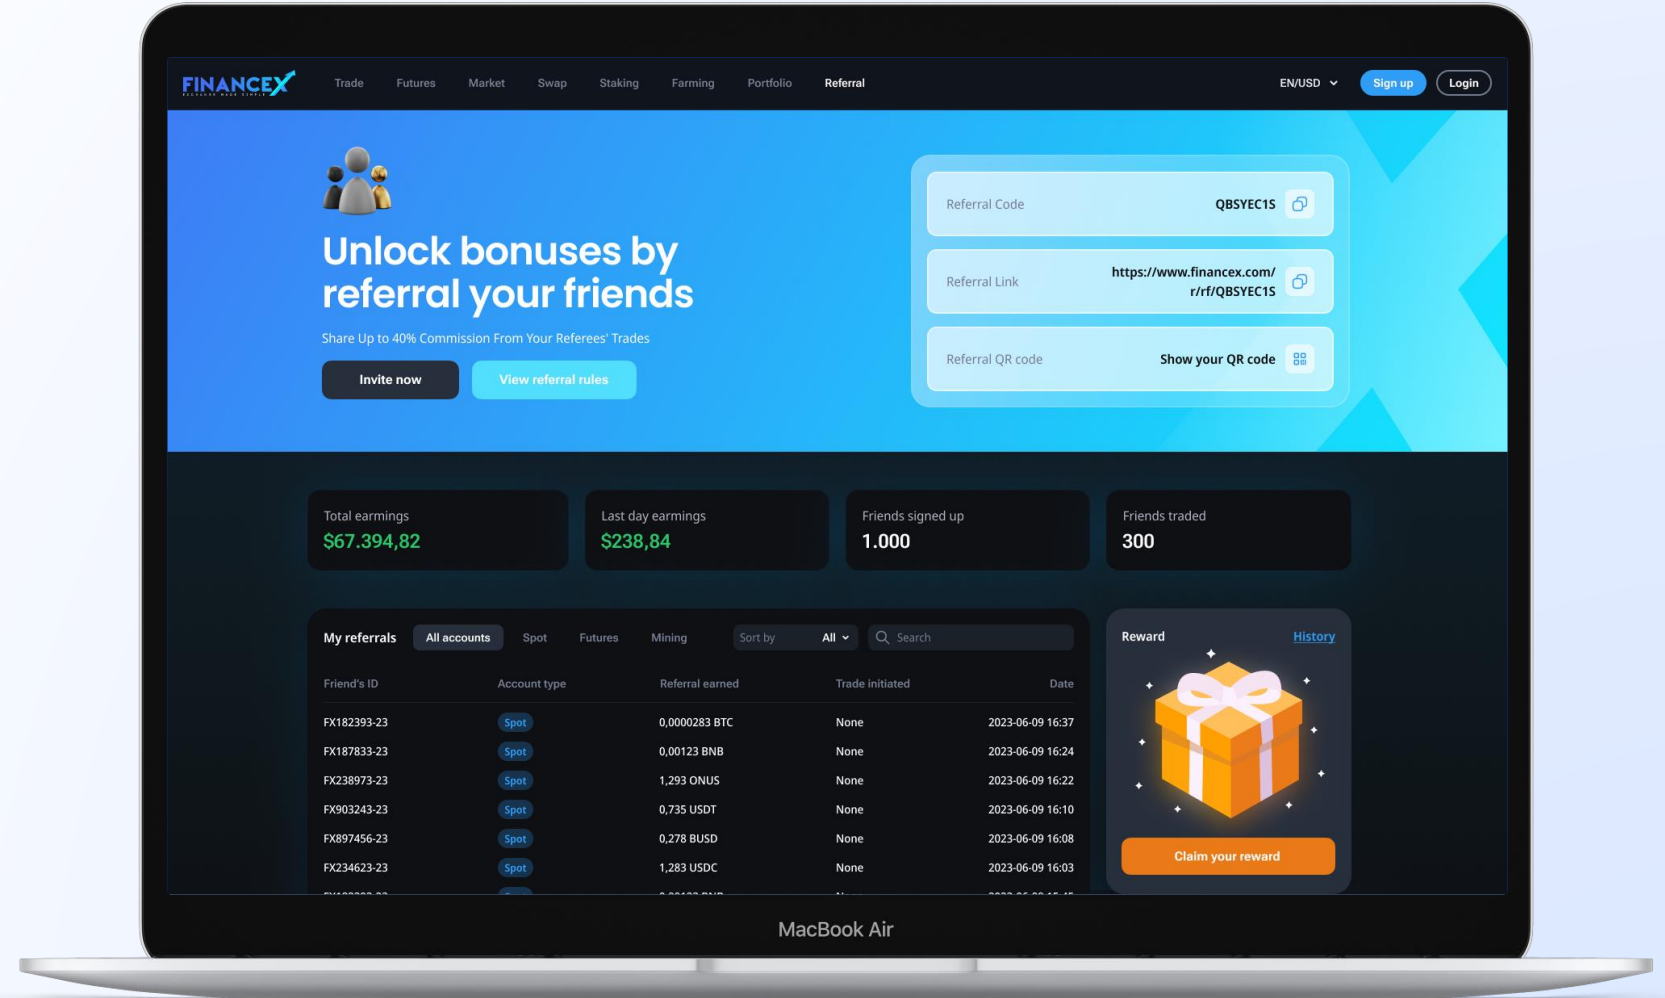 FINANCEX
Trade Futures Market Swap Staking Farming Portfolio Referral EN/USD Sign up Login
Unlock bonuses by
referral your friends
Share Up to 40% Commission From Your Referees' Trades
Invite now View referral rules
Referral Code QBSYEC1S
Referral Link https://www.financex.com/
r/rf/QBSYEC1S
Referral QR code Show your QR code
Total earnings Last day earnings Friends signed up Friends traded
$67.394,82 $238,84 1.000 300
My referrals All accounts Spot Futures Mining Sort by All Search
Friend's ID Account type Referral earned Trade initiated Date
FX182393-23 Spot 0,0000283 BTC None 2023-06-09 16:37
FX187833-23 Spot 0,00123 BNB None 2023-06-09 16:24
FX238973-23 Spot 1,293 ONUS None 2023-06-09 16:22
FX903243-23 Spot 0,735 USDT None 2023-06-09 16:10
FX897456-23 Spot 0,278 BUSD None 2023-06-09 16:08
FX234623-23 Spot 1,283 USDC None 2023-06-09 16:03
Reward History
Claim your reward
MacBook Air